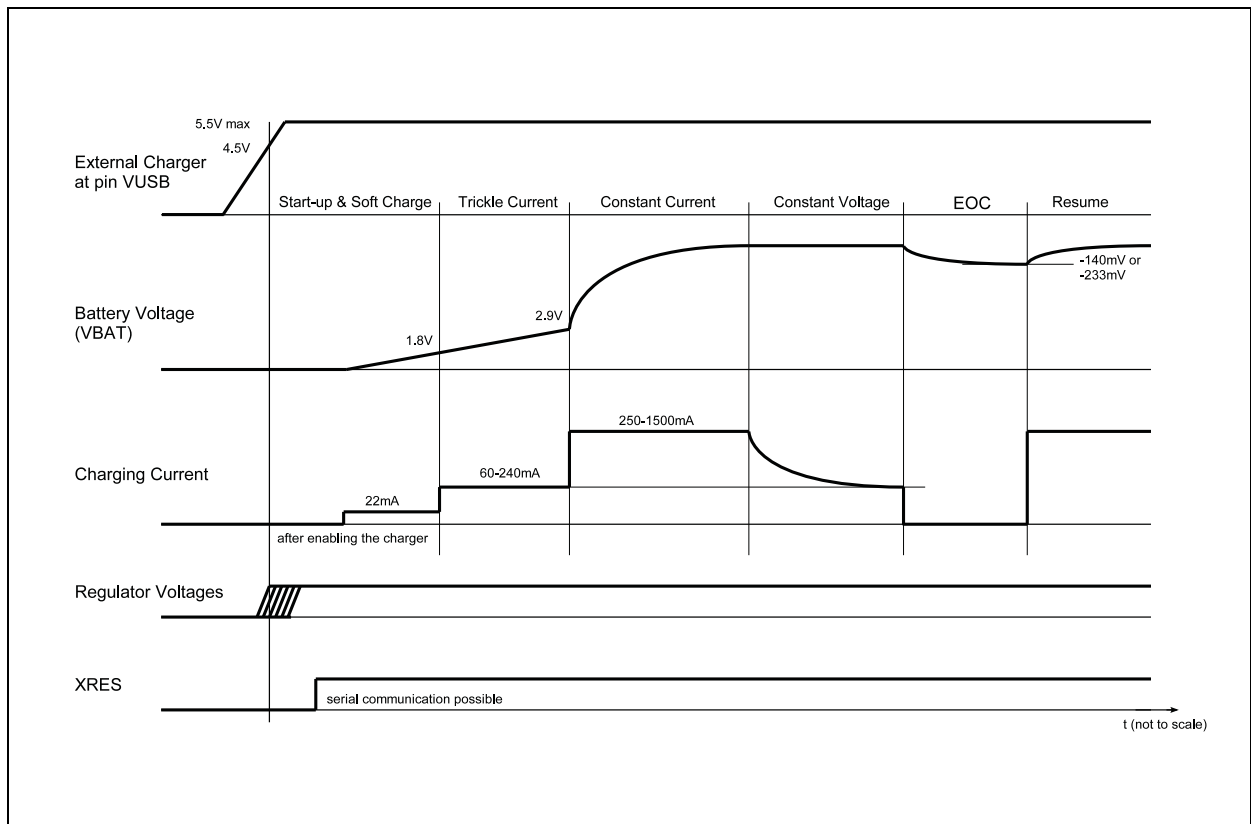 5.5V max
4.5V
External Charger
at pin VUSB
Start-up & Soft Charge
Trickle Current
Constant Current
Constant Voltage
EOC
Resume
-140mV or
-233mV
2.9V
1.8V
Battery Voltage
(VBAT)
250-1500mA
60-240mA
Charging Current
22mA
after enabling the charger
Regulator Voltages
XRES
serial communication possible
t (not to scale)